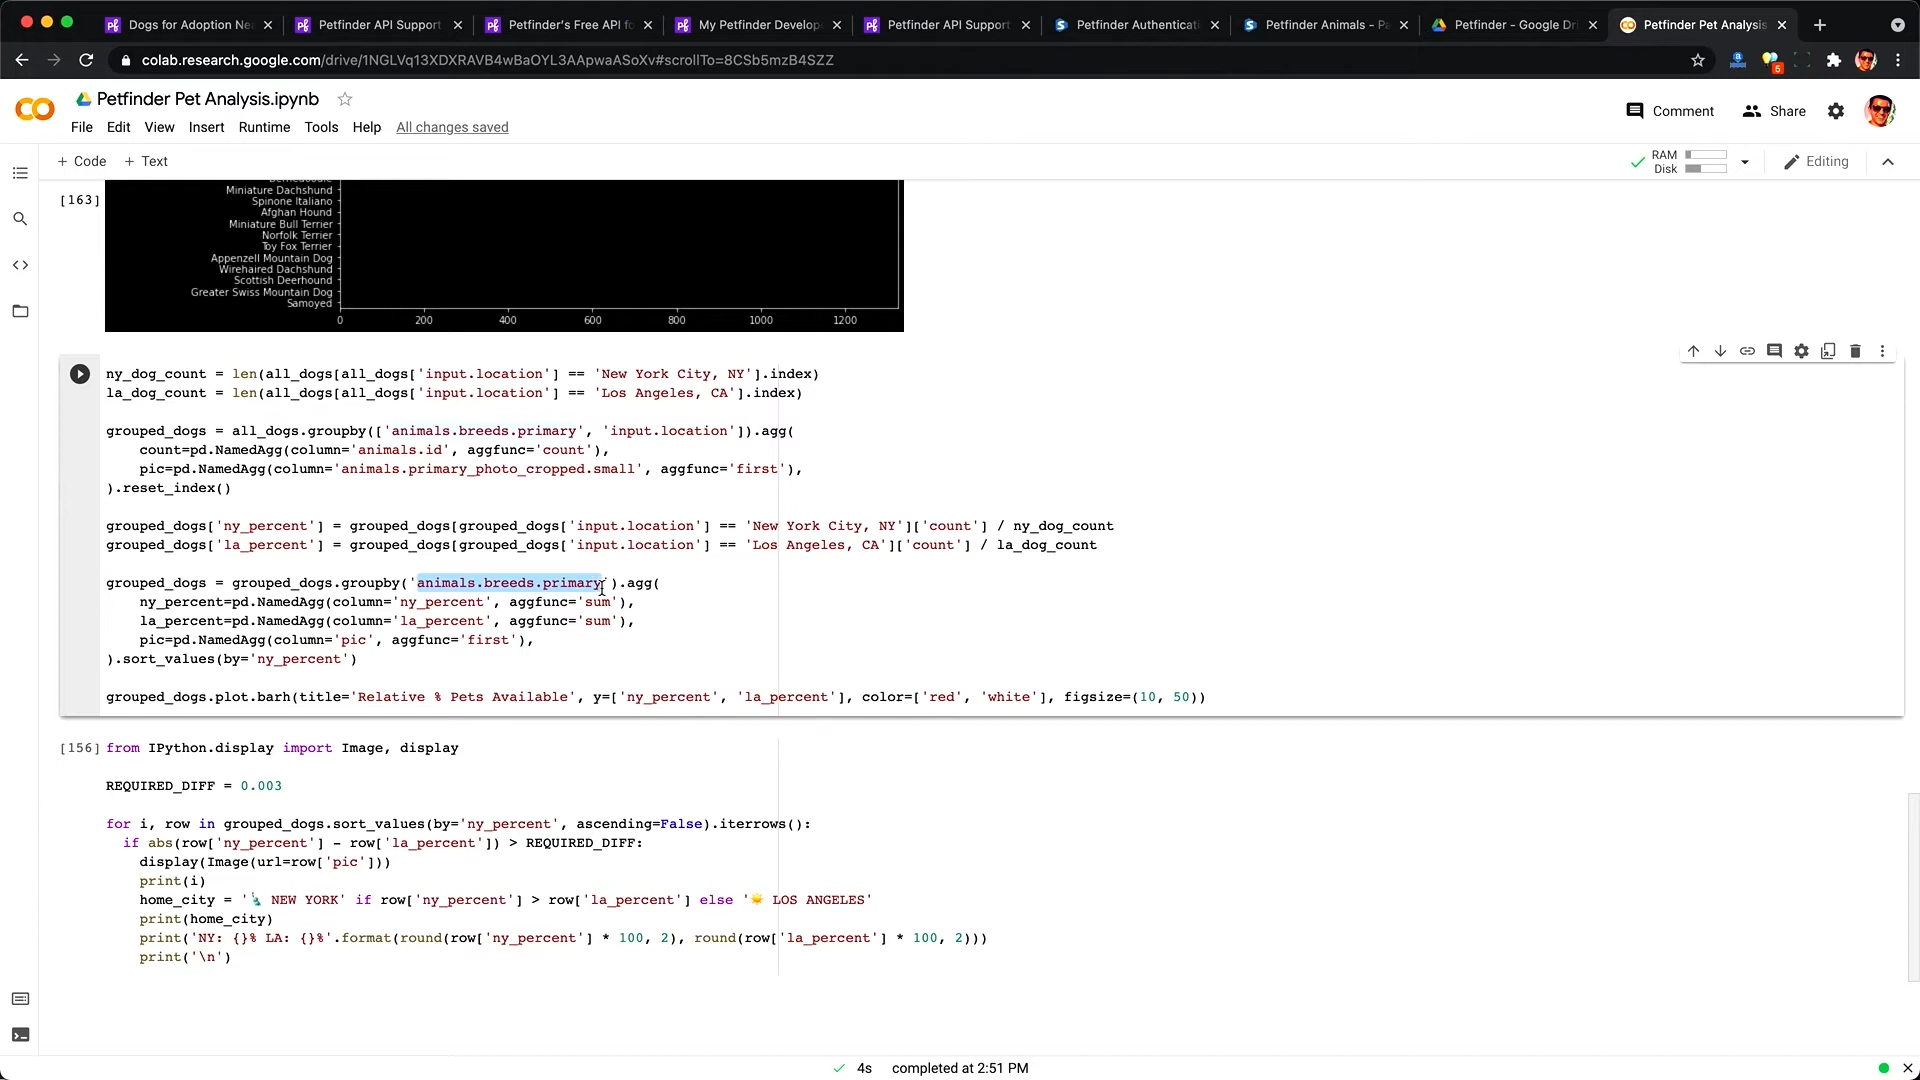 Dogs for Adoption Ne
Petfinder API Support
Petfinder's Free API fo
My Petfinder Develop
Petfinder API Support
Petfinder Authenticati
Petfinder Animals - Pa
Petfinder - Google Dri
Petfinder Pet Analysis
colab.research.google.com/drive/1NGLVq13XDXRAVB4wBaOYL3AApwaASoXv#scrollTo=8CSb5mzB4SZZ
5
Petfinder Pet Analysis.ipynb
Comment
Share
File Edit View Insert Runtime Tools Help All changes saved
+ Code + Text
RAM
Disk
Editing
[163]
Miniature Dachshund
Spinone Italiano
Afghan Hound
Miniature Bull Terrier
Norfolk Terrier
Toy Fox Terrier
Appenzell Mountain Dog
Wirehaired Dachshund
Scottish Deerhound
Greater Swiss Mountain Dog
Samoyed
0 200 400 600 800 1000 1200
ny_dog_count = len(all_dogs[all_dogs['input.location'] == 'New York City, NY'].index)
la_dog_count = len(all_dogs[all_dogs['input.location'] == 'Los Angeles, CA'].index)
grouped_dogs = all_dogs.groupby(['animals.breeds.primary', 'input.location']).agg(
count=pd.NamedAgg(column='animals.id', aggfunc='count'),
pic=pd.NamedAgg(column='animals.primary_photo_cropped.small', aggfunc='first'),
).reset_index()
grouped_dogs['ny_percent'] = grouped_dogs[grouped_dogs['input.location'] == 'New York City, NY']['count'] / ny_dog_count
grouped_dogs['la_percent'] = grouped_dogs[grouped_dogs['input.location'] == 'Los Angeles, CA']['count'] / la_dog_count
grouped_dogs = grouped_dogs.groupby('animals.breeds.primary').agg(
ny_percent=pd.NamedAgg(column='ny_percent', aggfunc='sum'),
la_percent=pd.NamedAgg(column='la_percent', aggfunc='sum'),
pic=pd.NamedAgg(column='pic', aggfunc='first'),
).sort_values(by='ny_percent')
grouped_dogs.plot.barh(title='Relative % Pets Available', y=['ny_percent', 'la_percent'], color=['red', 'white'], figsize=(10, 50))
[156] from IPython.display import Image, display
REQUIRED_DIFF = 0.003
for i, row in grouped_dogs.sort_values(by='ny_percent', ascending=False).iterrows():
if abs(row['ny_percent'] - row['la_percent']) > REQUIRED_DIFF:
display(Image(url=row['pic']))
print(i)
home_city = '🗽 NEW YORK' if row['ny_percent'] > row['la_percent'] else '☀️ LOS ANGELES'
print(home_city)
print('NY: {}% LA: {}%'.format(round(row['ny_percent'] * 100, 2), round(row['la_percent'] * 100, 2)))
print('\n')
4s completed at 2:51 PM